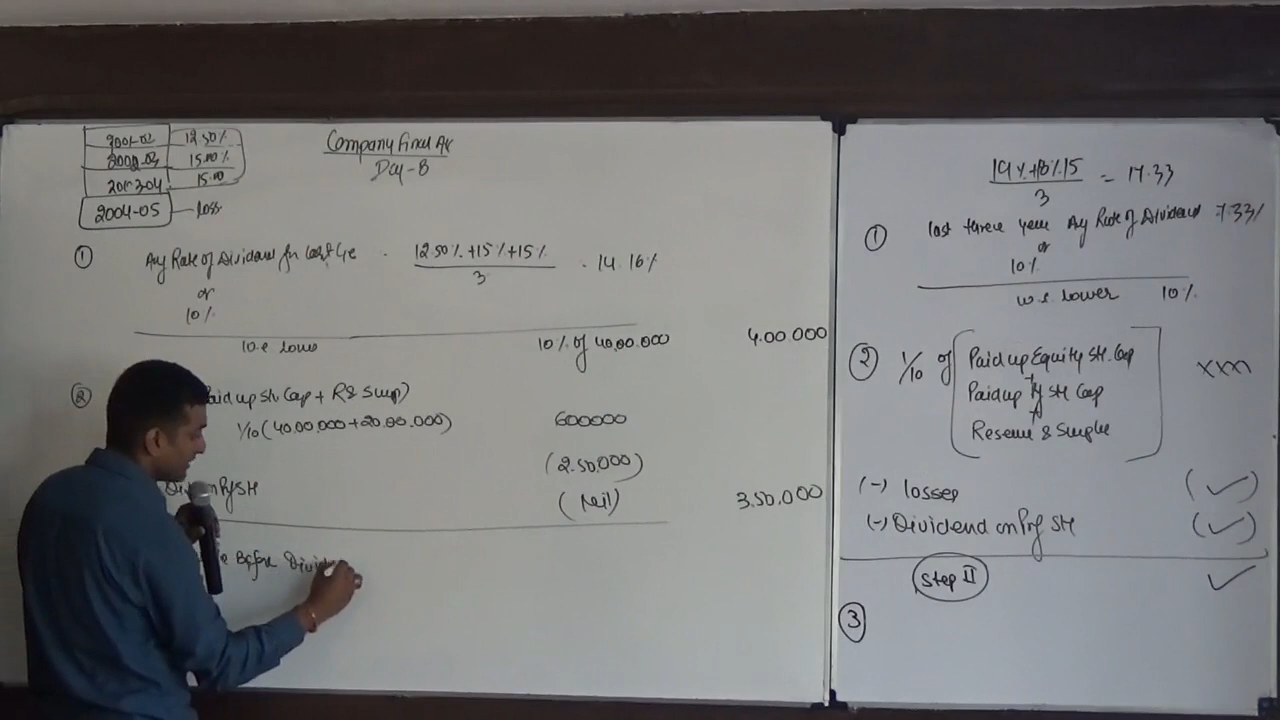 2001-02 12.50%
2002-03 15.00%
2003-04 15.00
2004-05 — Loss
Company Final A/c
Day-8
① Avg Rate of Dividend for Last 12.50%+15%+15% / 3 = 14.16%
or
10%
10% of 40,00,000 4,00,000
② aid up Sh Cap + R& Surp)
1/10 (40,00,000+20,00,000) 600000
(2,50,000)
Sh (Nil) 3,50,000
e Before Divide
19%+18%+15 / 3 = 17.33
① last three year Avg Rate of Dividend 17.33%
or
10%
w.e. lower 10%
② 1/10 of [Paid up Equity SH. Cap
+
Paid up Pf SH Cap
+
Reserve & Surplus]
(-) losses (✓)
(-) Dividend on Prf SH (✓)
Step II ✓
③